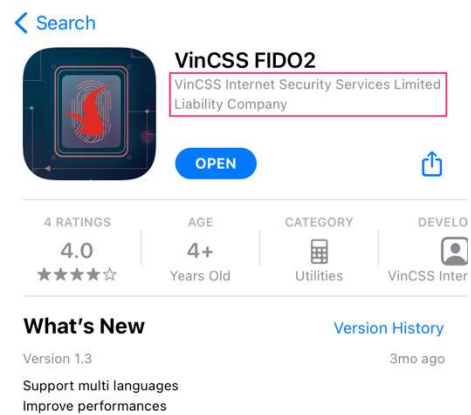 Search
VinCSS FIDO2
VinCSS Internet Security Services Limited
Liability Company
OPEN
4 RATINGS
AGE
CATEGORY
DEVELO
4.0
4+
Years Old
Utilities
VinCSS Inter
What's New
Version History
Version 1.3
3mo ago
Support multi languages
Improve performances